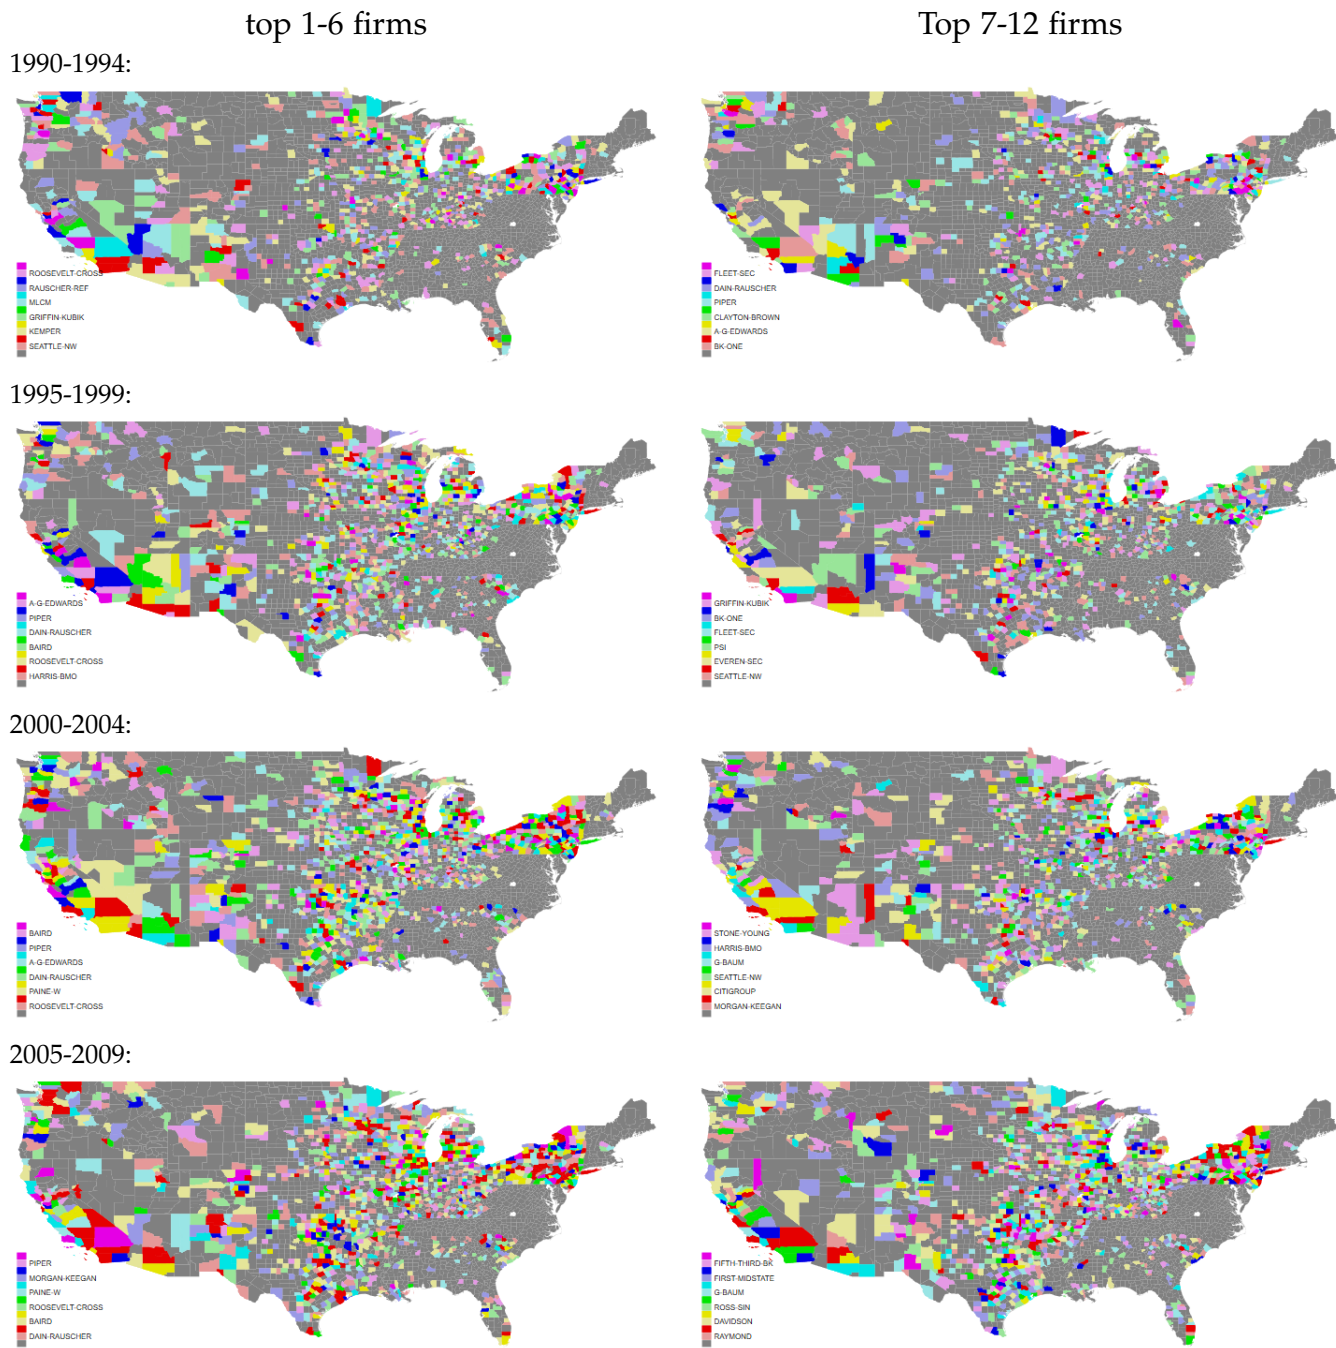 top 1-6 firms
Top 7-12 firms
1990-1994:
ROOSEVELT-CROSS
RAUSCHER-REF
MLCM
GRIFFIN-KUBIK
KEMPER
SEATTLE-NW
FLEET-SEC
DAIN-RAUSCHER
PIPER
CLAYTON-BROWN
A-G-EDWARDS
BK-ONE
1995-1999:
A-G-EDWARDS
PIPER
DAIN-RAUSCHER
BAIRD
ROOSEVELT-CROSS
HARRIS-BMO
GRIFFIN-KUBIK
BK-ONE
FLEET-SEC
PSI
EVEREN-SEC
SEATTLE-NW
2000-2004:
BAIRD
PIPER
A-G-EDWARDS
DAIN-RAUSCHER
PAINE-W
ROOSEVELT-CROSS
STONE-YOUNG
HARRIS-BMO
G-BAUM
SEATTLE-NW
CITIGROUP
MORGAN-KEEGAN
2005-2009:
PIPER
MORGAN-KEEGAN
PAINE-W
ROOSEVELT-CROSS
BAIRD
DAIN-RAUSCHER
FIFTH-THIRD-BK
FIRST-MIDSTATE
G-BAUM
ROSS-SIN
DAVIDSON
RAYMOND